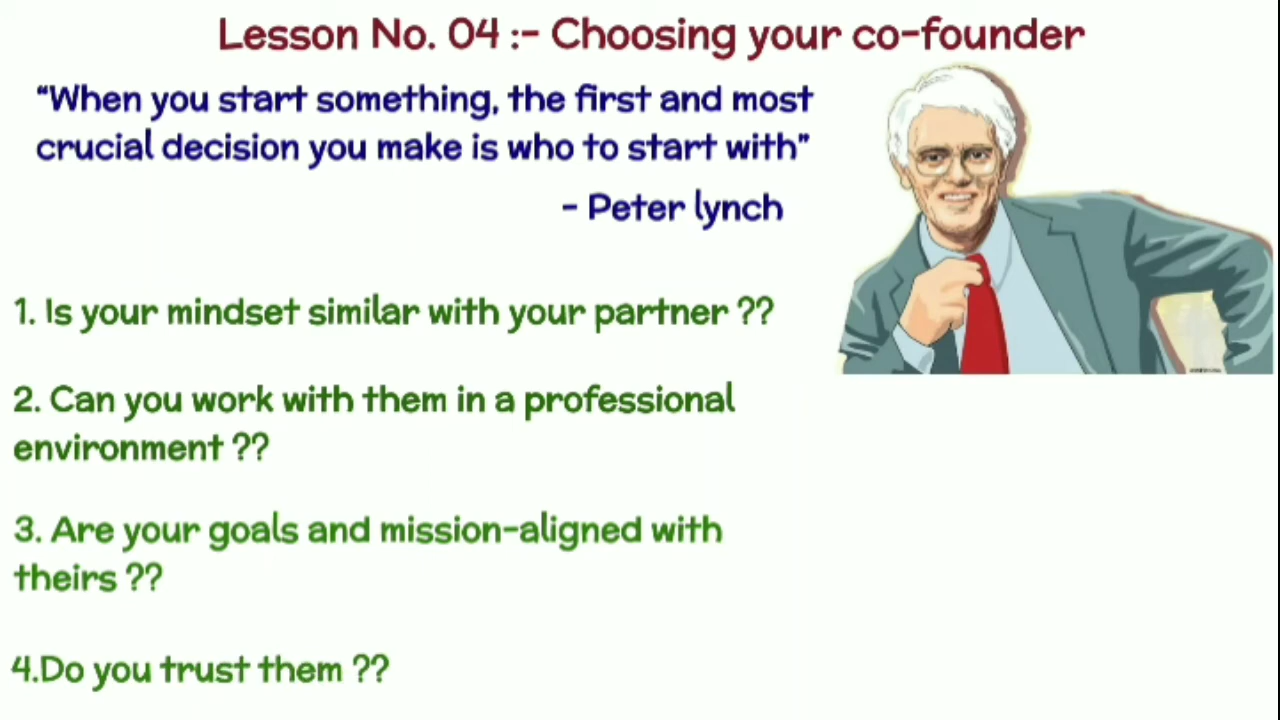 Lesson No. 04 :- Choosing your co-founder
“When you start something, the first and most
crucial decision you make is who to start with”
- Peter lynch
1. Is your mindset similar with your partner ??
2. Can you work with them in a professional
environment ??
3. Are your goals and mission-aligned with
theirs ??
4.Do you trust them ??